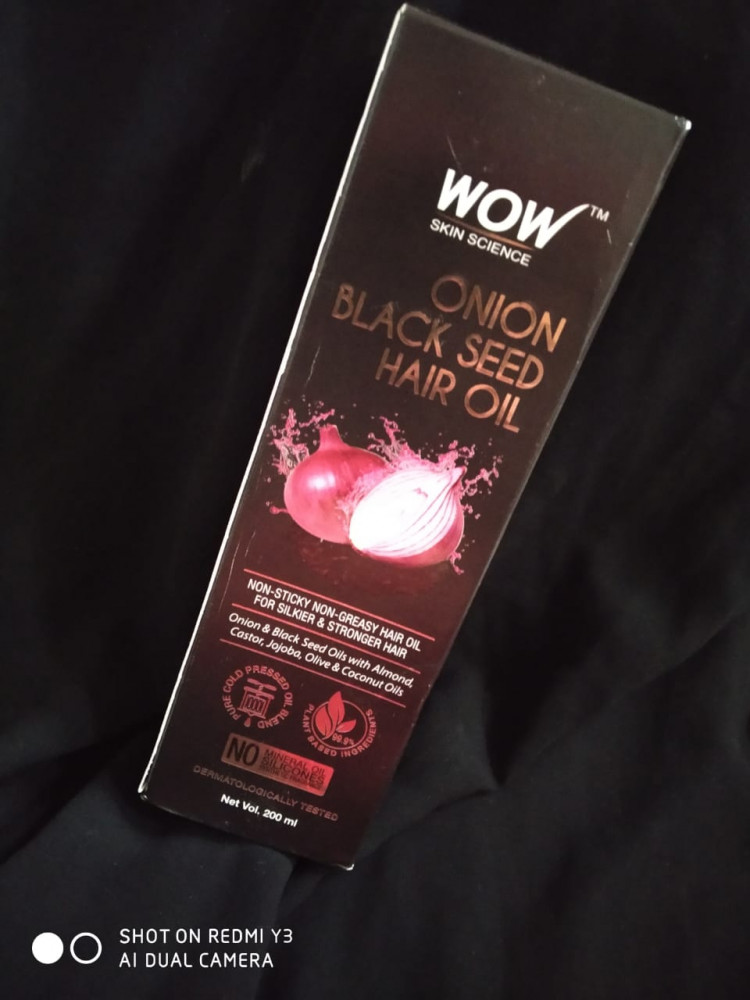 WOW™
SKIN SCIENCE
ONION
BLACK SEED
HAIR OIL
NON-STICKY NON-GREASY HAIR OIL
FOR SILKIER & STRONGER HAIR
Onion & Black Seed Oils with Almond,
Castor, Jojoba, Olive & Coconut Oils
PURE COLD PRESSED OIL BLEND
PLANT BASED INGREDIENTS
NO
MINERAL OIL
SILICONES
DERMATOLOGICALLY TESTED
Net Vol. 200 ml
SHOT ON REDMI Y3
AI DUAL CAMERA